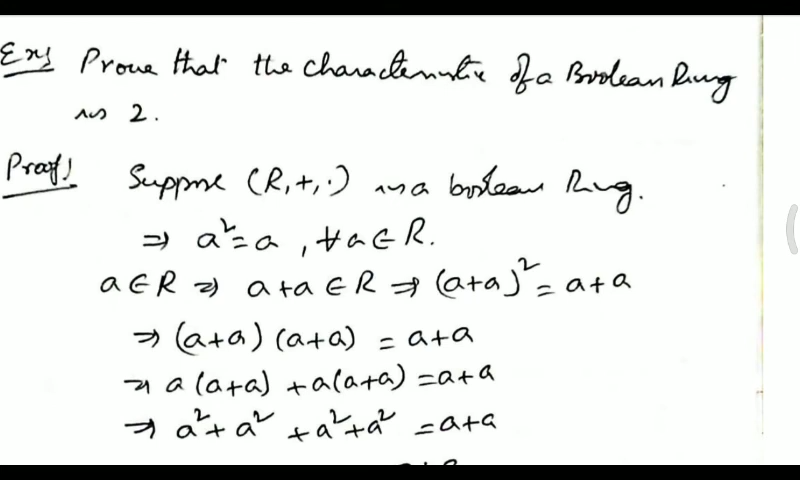 Ex) Prove that the characteristic of a Boolean Ring
is 2.
Proof! Suppose (R,+,·) is a boolean Ring.
⇒ a² = a , ∀a∈R.
a∈R ⇒ a+a∈R ⇒ (a+a)² = a+a
⇒ (a+a)(a+a) = a+a
⇒ a(a+a) + a(a+a) = a+a
⇒ a²+a² + a²+a² = a+a